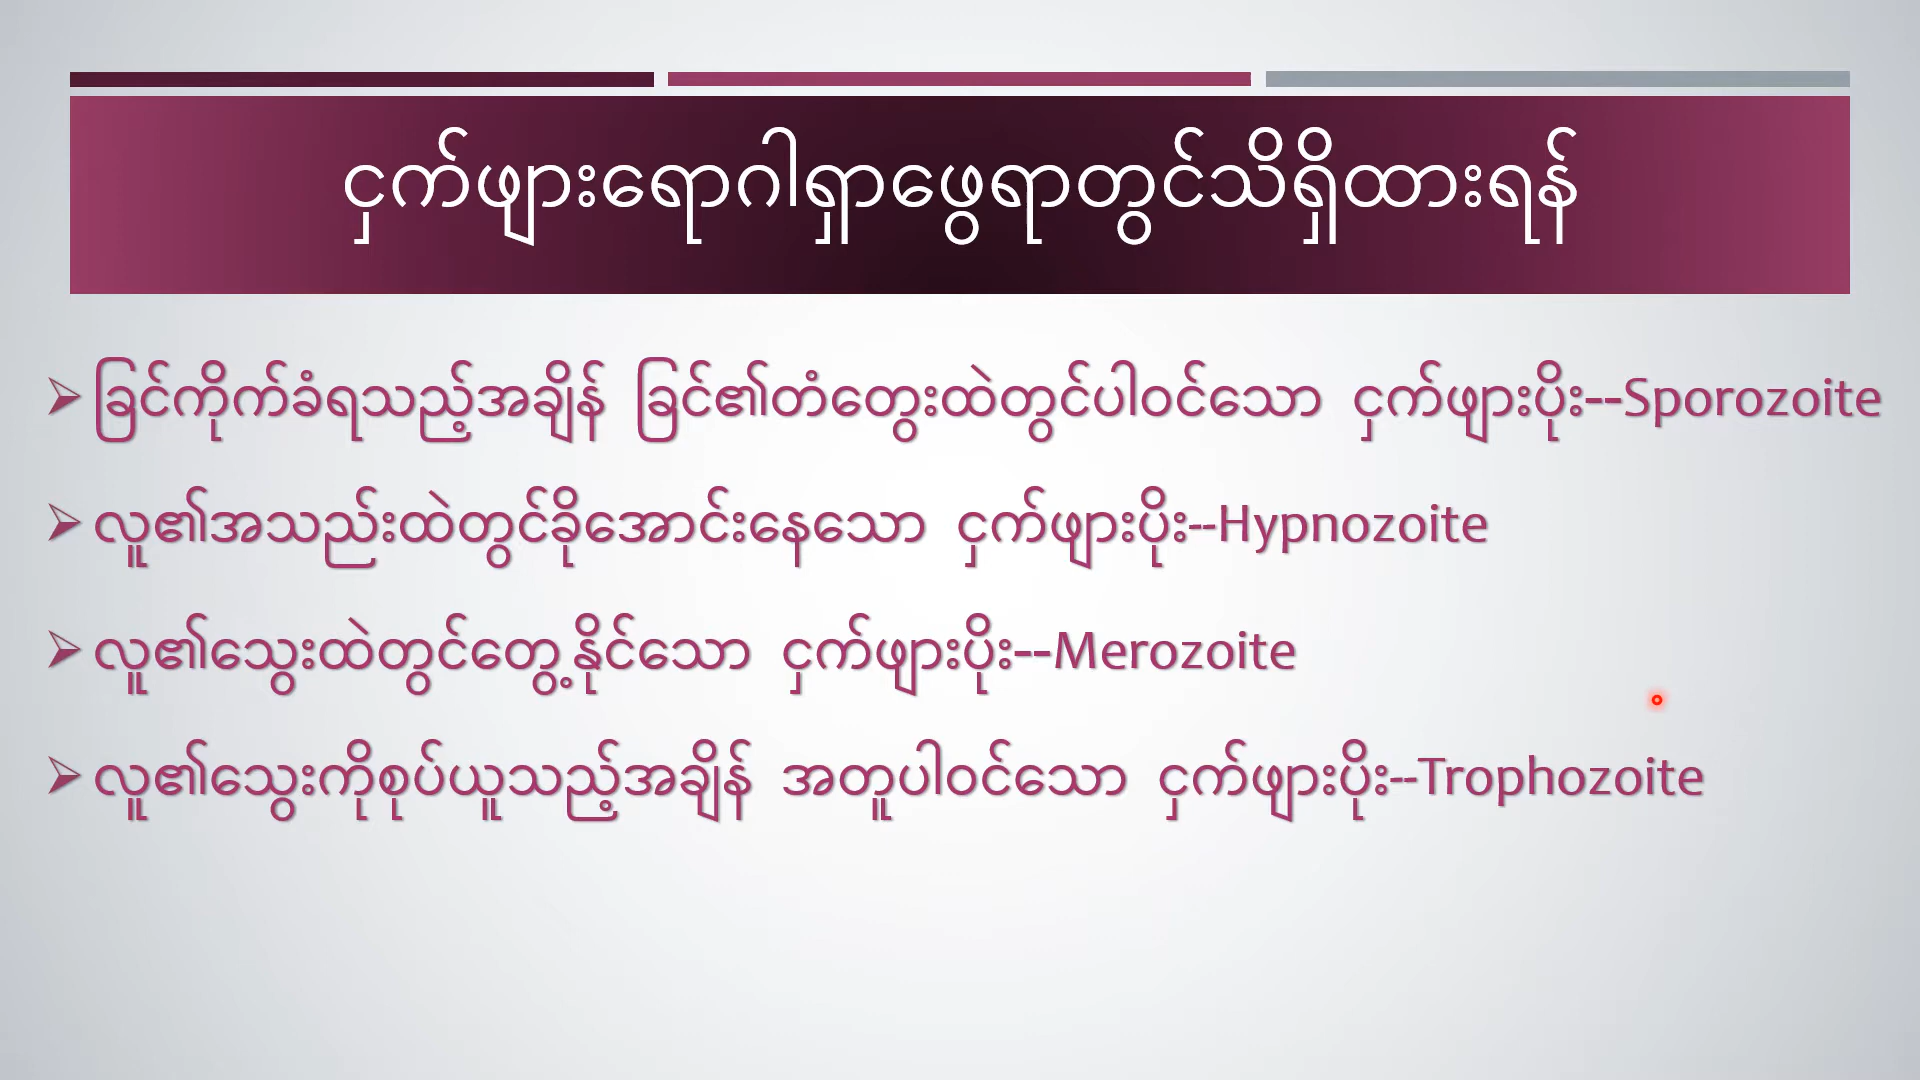 ငှက်ဖျားရောဂါရှာဖွေရာတွင်သိရှိထားရန်
ခြင်ကိုက်ခံရသည့်အချိန် ခြင်၏တံတွေးထဲတွင်ပါဝင်သော ငှက်ဖျားပိုး--Sporozoite
လူ၏အသည်းထဲတွင်ခိုအောင်းနေသော ငှက်ဖျားပိုး--Hypnozoite
လူ၏သွေးထဲတွင်တွေ့နိုင်သော ငှက်ဖျားပိုး--Merozoite
လူ၏သွေးကိုစုပ်ယူသည့်အချိန် အတူပါဝင်သော ငှက်ဖျားပိုး--Trophozoite